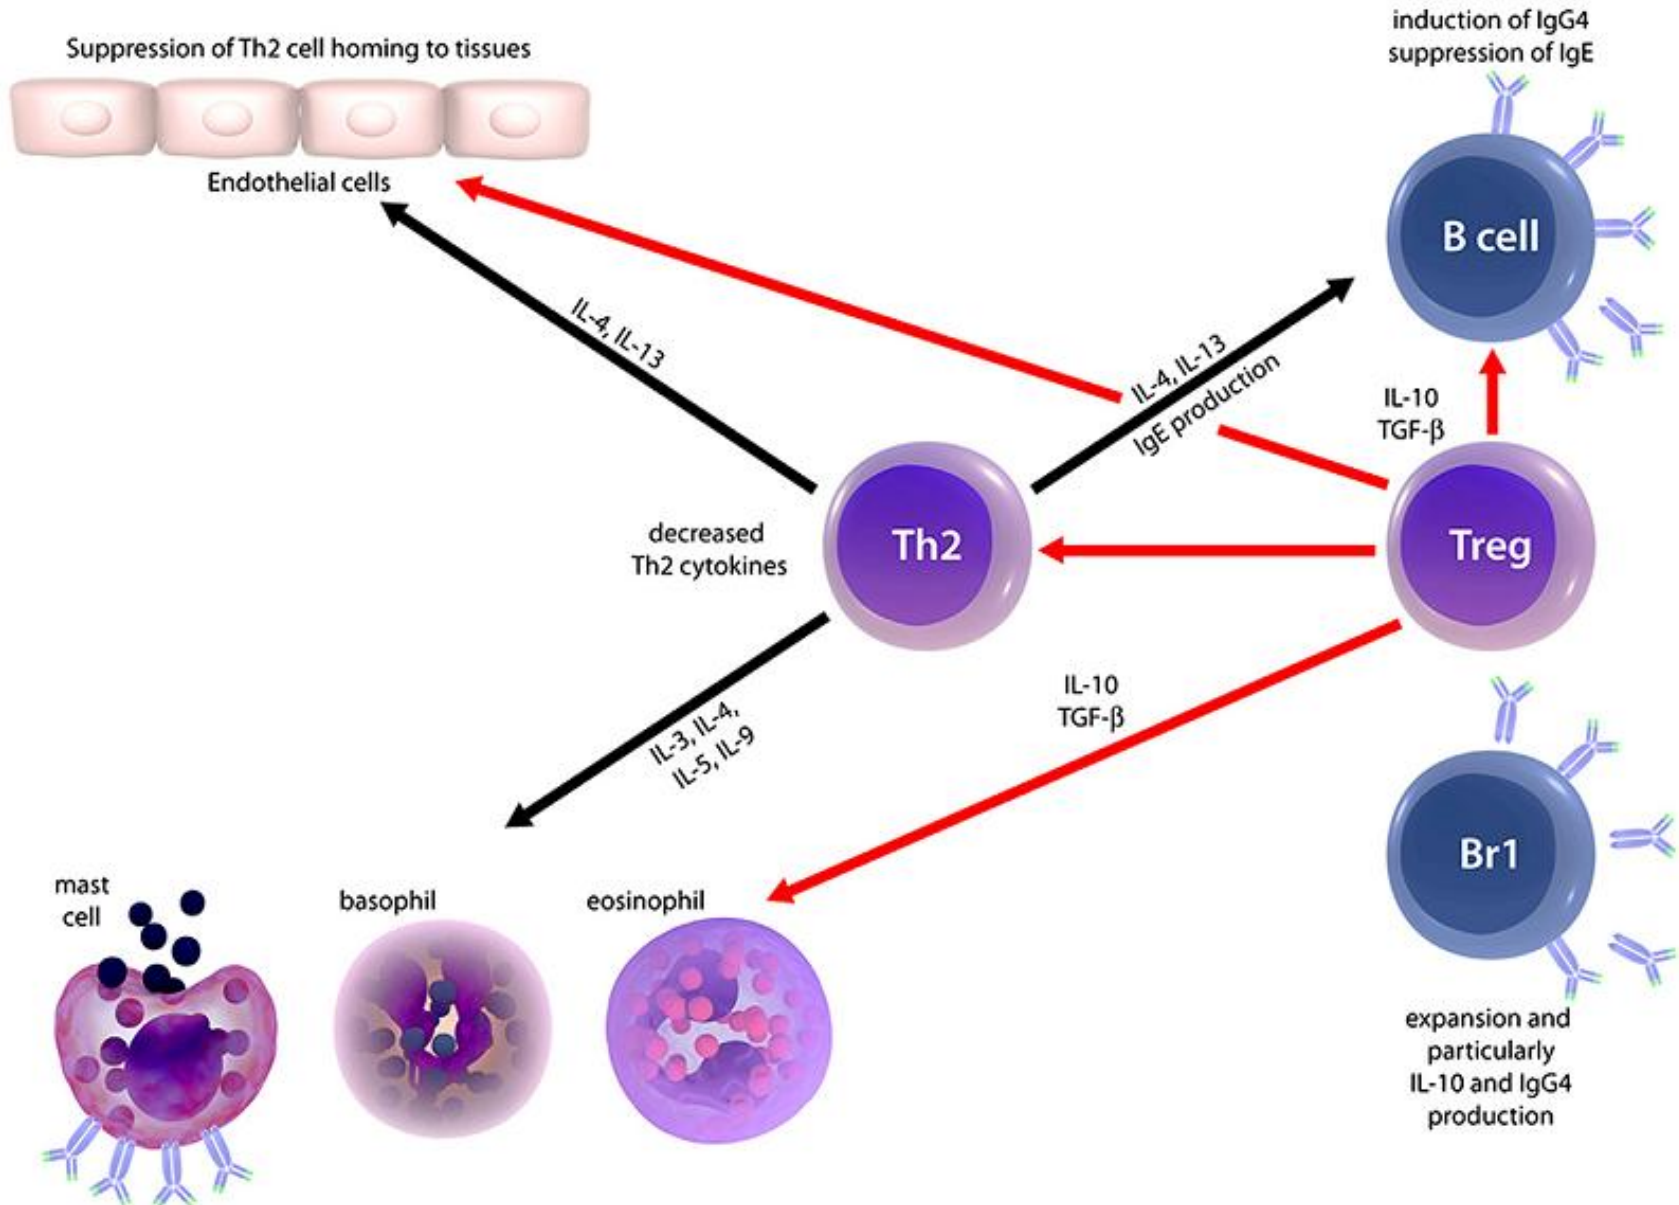 Suppression of Th2 cell homing to tissues
Endothelial cells
induction of IgG4
suppression of IgE
B cell
IL-4, IL-13
IL-4, IL-13
IgE production
IL-10
TGF-β
decreased
Th2 cytokines
Th2
Treg
IL-3, IL-4,
IL-5, IL-9
IL-10
TGF-β
Br1
mast
cell
basophil
eosinophil
expansion and
particularly
IL-10 and IgG4
production